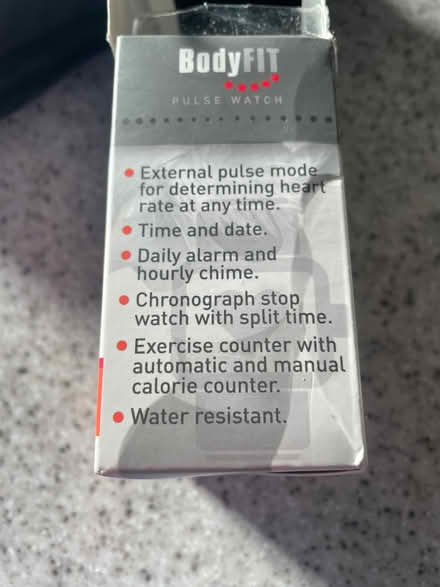 BodyFIT
PULSE WATCH
• External pulse mode
for determining heart
rate at any time.
• Time and date.
• Daily alarm and
hourly chime.
• Chronograph stop
watch with split time.
• Exercise counter with
automatic and manual
calorie counter.
• Water resistant.